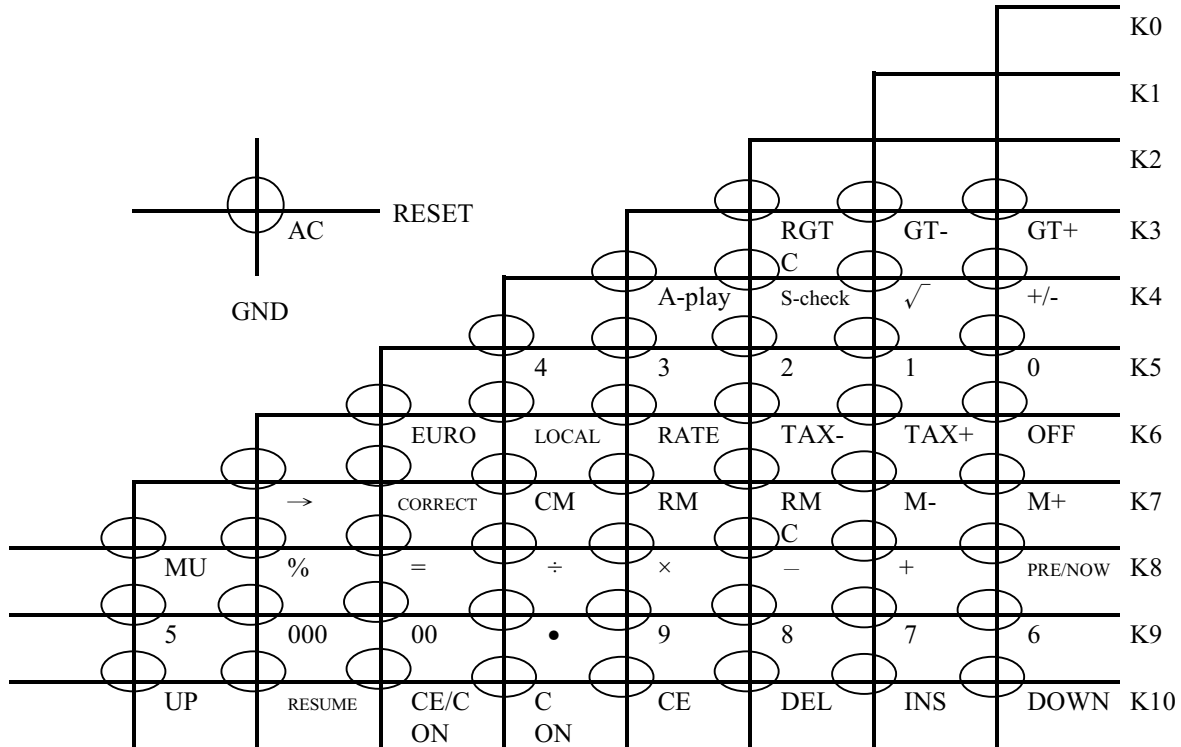 K0
K1
K2
RESET
AC
RGT C GT- GT+ K3
GND
A-play S-check √ +/- K4
4 3 2 1 0 K5
EURO LOCAL RATE TAX- TAX+ OFF K6
→ CORRECT CM RM RM C M- M+ K7
MU % = ÷ × – + PRE/NOW K8
5 000 00 • 9 8 7 6 K9
UP RESUME CE/C ON C ON CE DEL INS DOWN K10